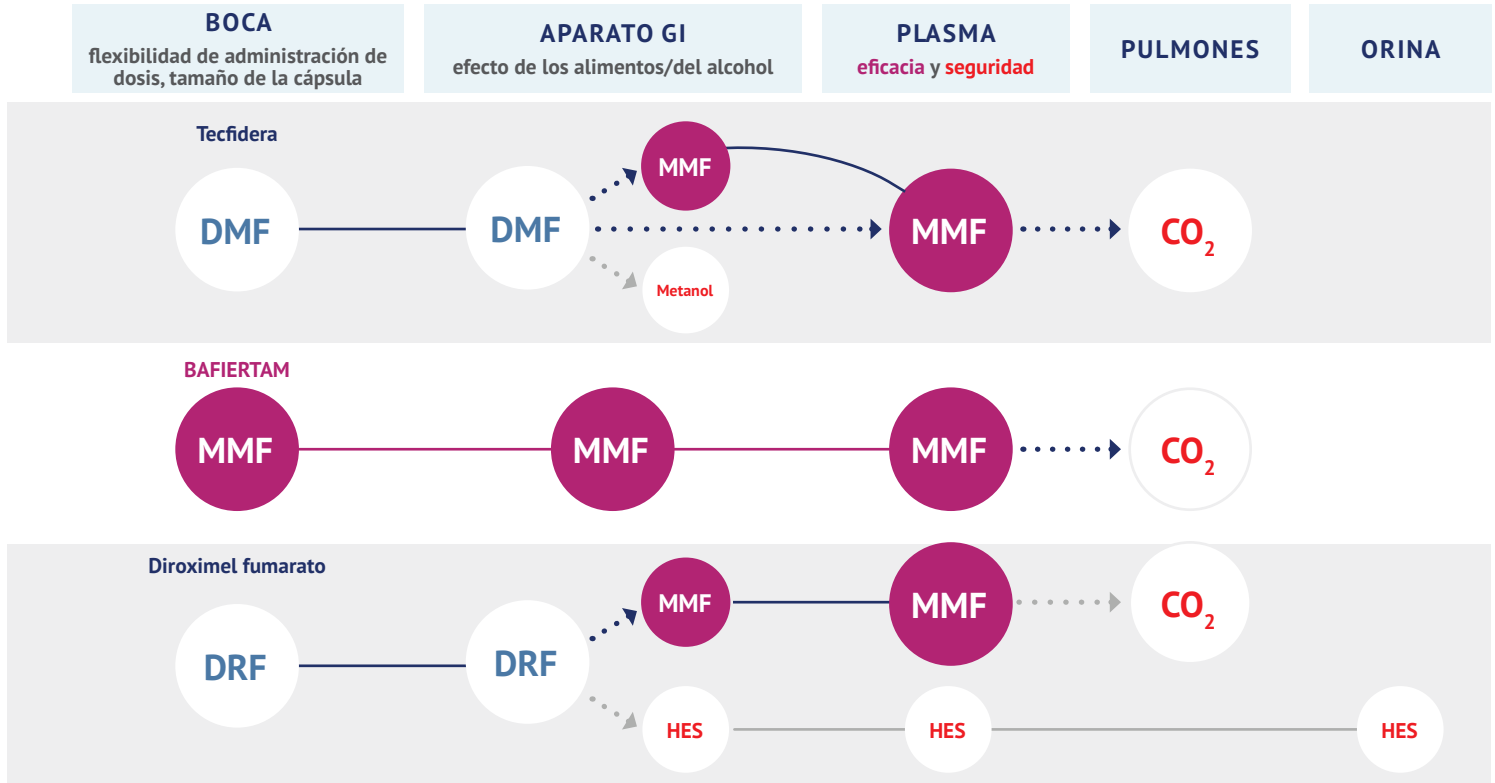 BOCA
flexibilidad de administración de
dosis, tamaño de la cápsula
APARATO GI
efecto de los alimentos/del alcohol
PLASMA
eficacia y seguridad
PULMONES
ORINA
Tecfidera
DMF
DMF
MMF
Metanol
MMF
CO₂
BAFIERTAM
MMF
MMF
MMF
CO₂
Diroximel fumarato
DRF
DRF
MMF
MMF
CO₂
HES
HES
HES